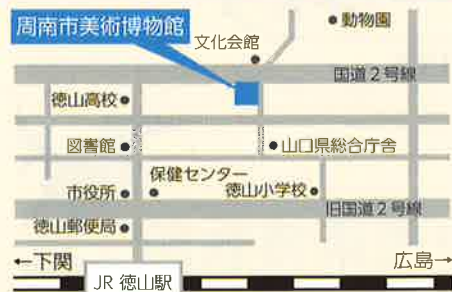 周南市美術博物館
動物園
文化会館
国道2号線
徳山高校
図書館
山口県総合庁舎
保健センター
市役所
徳山小学校
旧国道2号線
徳山郵便局
←下関
広島→
JR 徳山駅